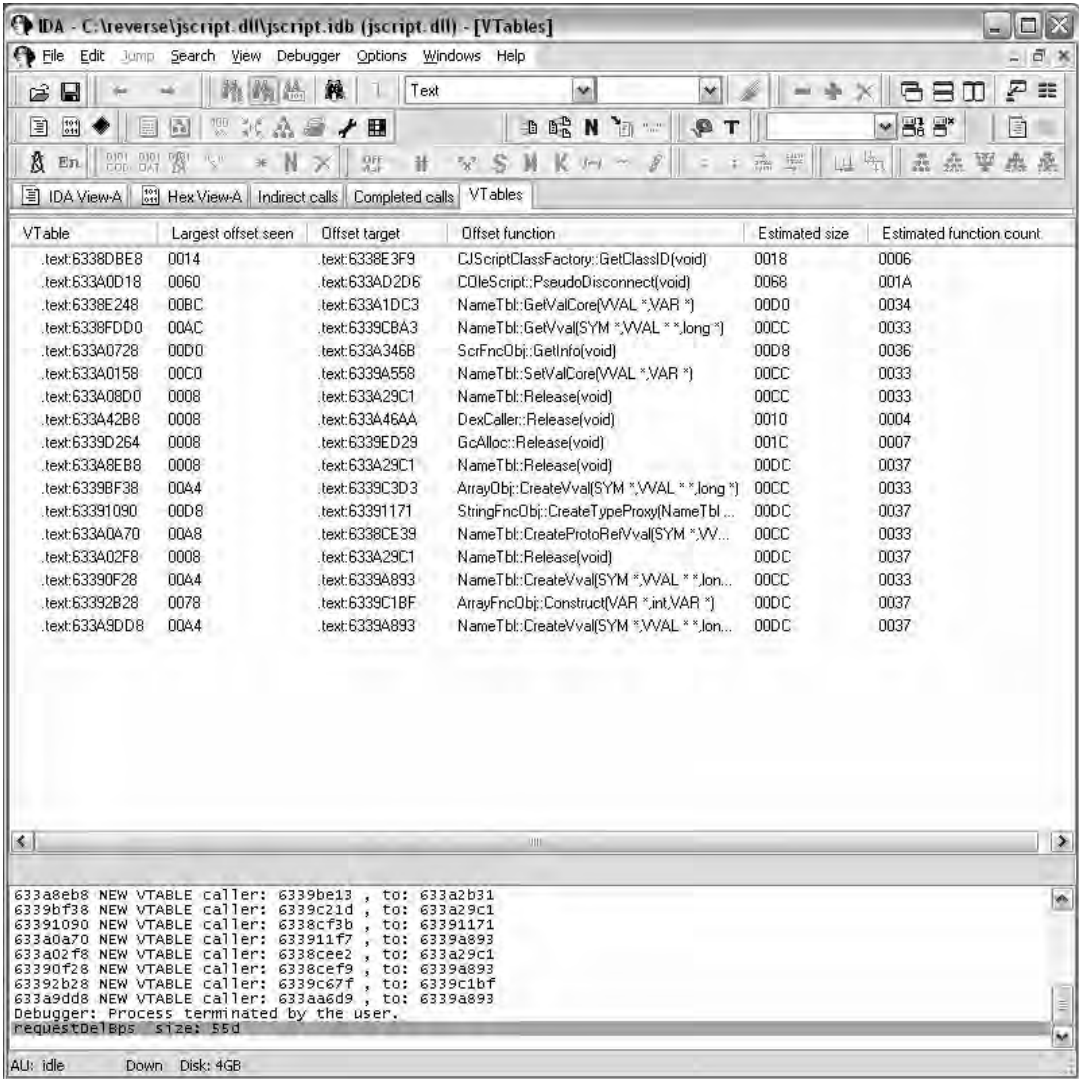 IDA - C:\reverse\jscript.dll\jscript.idb (jscript.dll) - [VTables]
File Edit Jump Search View Debugger Options Windows Help
Text
N T
En N S M K
IDA View-A Hex View-A Indirect calls Completed calls VTables
VTable Largest offset seen Offset target Offset function Estimated size Estimated function count
.text:6338DBE8 0014 .text:6338E3F9 CJScriptClassFactory::GetClassID(void) 0018 0006
.text:633A0D18 0060 .text:633AD2D6 COleScript::PseudoDisconnect(void) 0068 001A
.text:6338E248 00BC .text:633A1DC3 NameTbl::GetValCore(VVAL *,VAR *) 00D0 0034
.text:6338FDD0 00AC .text:6339CBA3 NameTbl::GetVval(SYM *,VVAL * *,long *) 00CC 0033
.text:633A0728 00D0 .text:633A346B ScrFncObj::GetInfo(void) 00D8 0036
.text:633A0158 00C0 .text:6339A558 NameTbl::SetValCore(VVAL *,VAR *) 00CC 0033
.text:633A08D0 0008 .text:633A29C1 NameTbl::Release(void) 00CC 0033
.text:633A42B8 0008 .text:633A46AA DexCaller::Release(void) 0010 0004
.text:6339D264 0008 .text:6339ED29 GcAlloc::Release(void) 001C 0007
.text:633A8EB8 0008 .text:633A29C1 NameTbl::Release(void) 00DC 0037
.text:6339BF38 00A4 .text:6339C3D3 ArrayObj::CreateVval(SYM *,VVAL * *,long *) 00CC 0033
.text:63391090 00D8 .text:63391171 StringFncObj::CreateTypeProxy(NameTbl ... 00DC 0037
.text:633A0A70 00A8 .text:6338CE39 NameTbl::CreateProtoRefVval(SYM *,VV... 00CC 0033
.text:633A02F8 0008 .text:633A29C1 NameTbl::Release(void) 00DC 0037
.text:63390F28 00A4 .text:6339A893 NameTbl::CreateVval(SYM *,VVAL * *,lon... 00CC 0033
.text:63392B28 0078 .text:6339C1BF ArrayFncObj::Construct(VAR *,int,VAR *) 00DC 0037
.text:633A9DD8 00A4 .text:6339A893 NameTbl::CreateVval(SYM *,VVAL * *,lon... 00DC 0037
633a8eb8 NEW VTABLE caller: 6339be13 , to: 633a2b31
6339bf38 NEW VTABLE caller: 6339c21d , to: 633a29c1
63391090 NEW VTABLE caller: 6338cf3b , to: 63391171
633a0a70 NEW VTABLE caller: 633911f7 , to: 6339a893
633a02f8 NEW VTABLE caller: 6338cee2 , to: 633a29c1
63390f28 NEW VTABLE caller: 6338cef9 , to: 6339a893
63392b28 NEW VTABLE caller: 6339c67f , to: 6339c1bf
633a9dd8 NEW VTABLE caller: 633aa6d9 , to: 6339a893
Debugger: Process terminated by the user.
requestDelBps size: 55d
AU: idle Down Disk: 4GB